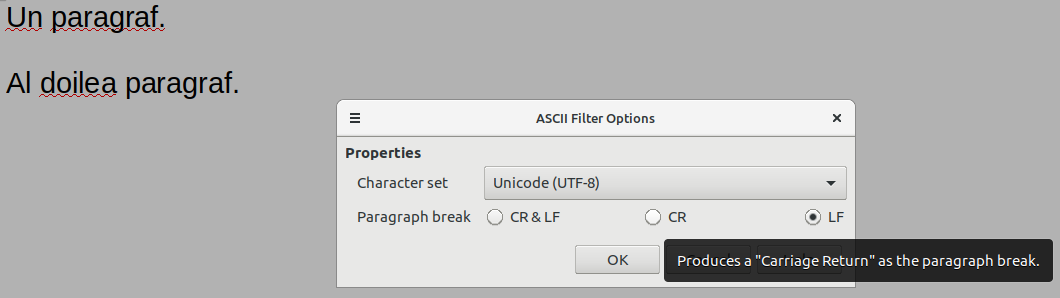 Un paragraf.
Al doilea paragraf.
ASCII Filter Options
Properties
Character set Unicode (UTF-8)
Paragraph break CR & LF CR LF
OK
Produces a "Carriage Return" as the paragraph break.